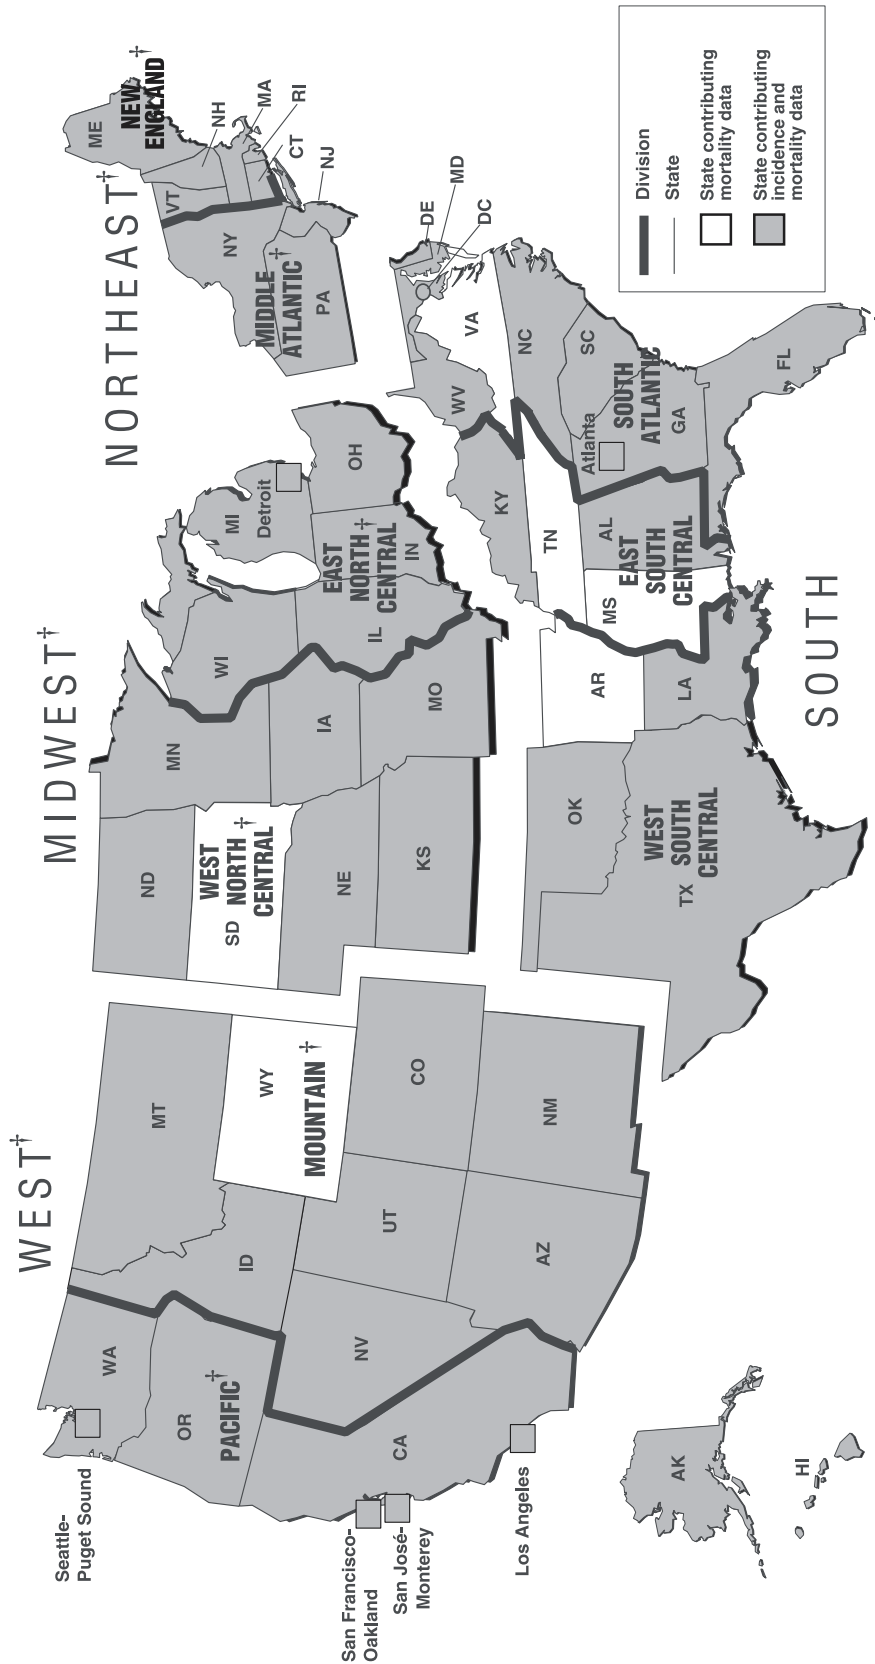 WEST†
MIDWEST†
NORTHEAST†
SOUTH
Seattle-
Puget Sound
San Francisco-
Oakland
San José-
Monterey
Los Angeles
WA
OR
PACIFIC†
CA
AK
HI
NV
ID
MT
WY
MOUNTAIN†
UT
CO
AZ
NM
ND
SD
WEST
NORTH†
CENTRAL
NE
KS
MN
IA
MO
WI
IL
EAST
NORTH†
CENTRAL
IN
MI
Detroit
OH
NY
MIDDLE
ATLANTIC†
PA
VT
ME
NEW
ENGLAND†
NH
MA
RI
CT
NJ
TX
WEST
SOUTH
CENTRAL
OK
AR
LA
MS
EAST
SOUTH
CENTRAL
AL
TN
KY
WV
VA
DE
MD
DC
NC
SC
Atlanta
SOUTH
ATLANTIC
GA
FL
Division
State
State contributing
mortality data
State contributing
incidence and
mortality data